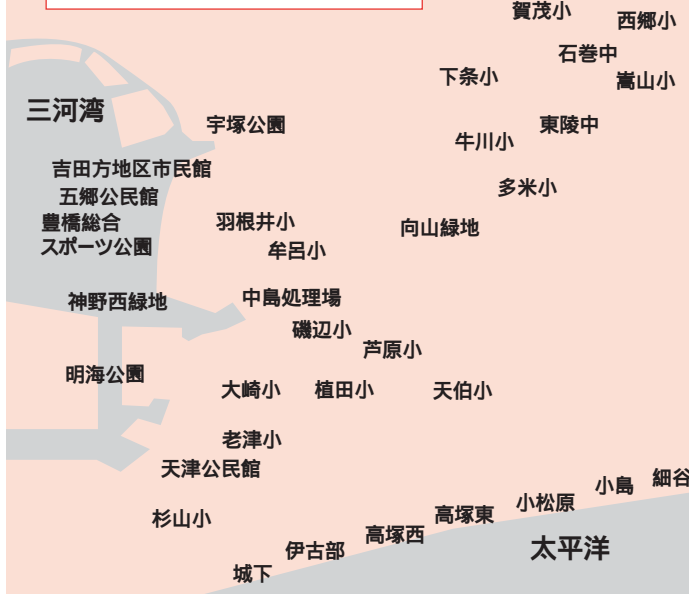 賀茂小
西郷小
石巻中
下条小
嵩山小
三河湾
宇塚公園
東陵中
牛川小
吉田方地区市民館
多米小
五郷公民館
豊橋総合
スポーツ公園
羽根井小
向山緑地
牟呂小
神野西緑地
中島処理場
磯辺小
芦原小
明海公園
大崎小
植田小
天伯小
老津小
天津公民館
杉山小
細谷
小島
小松原
高塚東
高塚西
伊古部
城下
太平洋